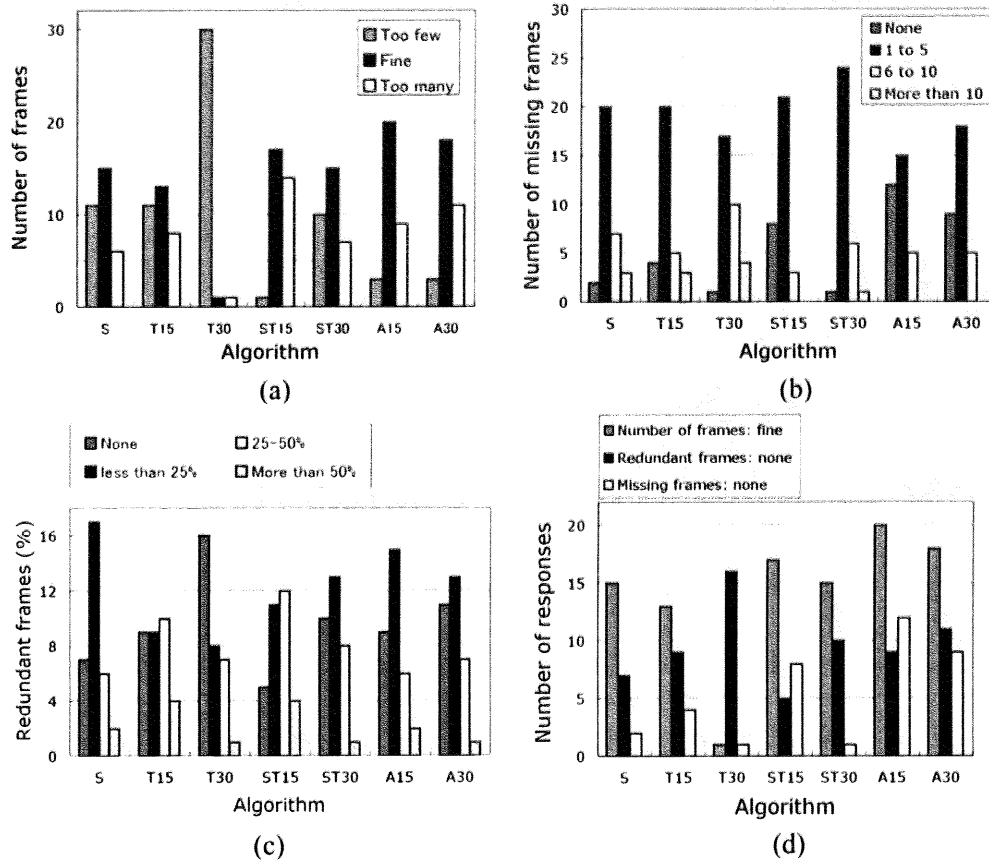 Number of frames
30
20
10
0
Too few
Fine
Too many
S T15 T30 ST15 ST30 A15 A30
Algorithm
(a)
Number of missing frames
30
25
20
15
10
5
0
None
1 to 5
6 to 10
More than 10
S T15 T30 ST15 ST30 A15 A30
Algorithm
(b)
None
25-50%
less than 25%
More than 50%
Redundant frames (%)
16
12
8
4
0
S T15 T30 ST15 ST30 A15 A30
Algorithm
(c)
Number of frames: fine
Redundant frames: none
Missing frames: none
Number of responses
20
15
10
5
0
S T15 T30 ST15 ST30 A15 A30
Algorithm
(d)